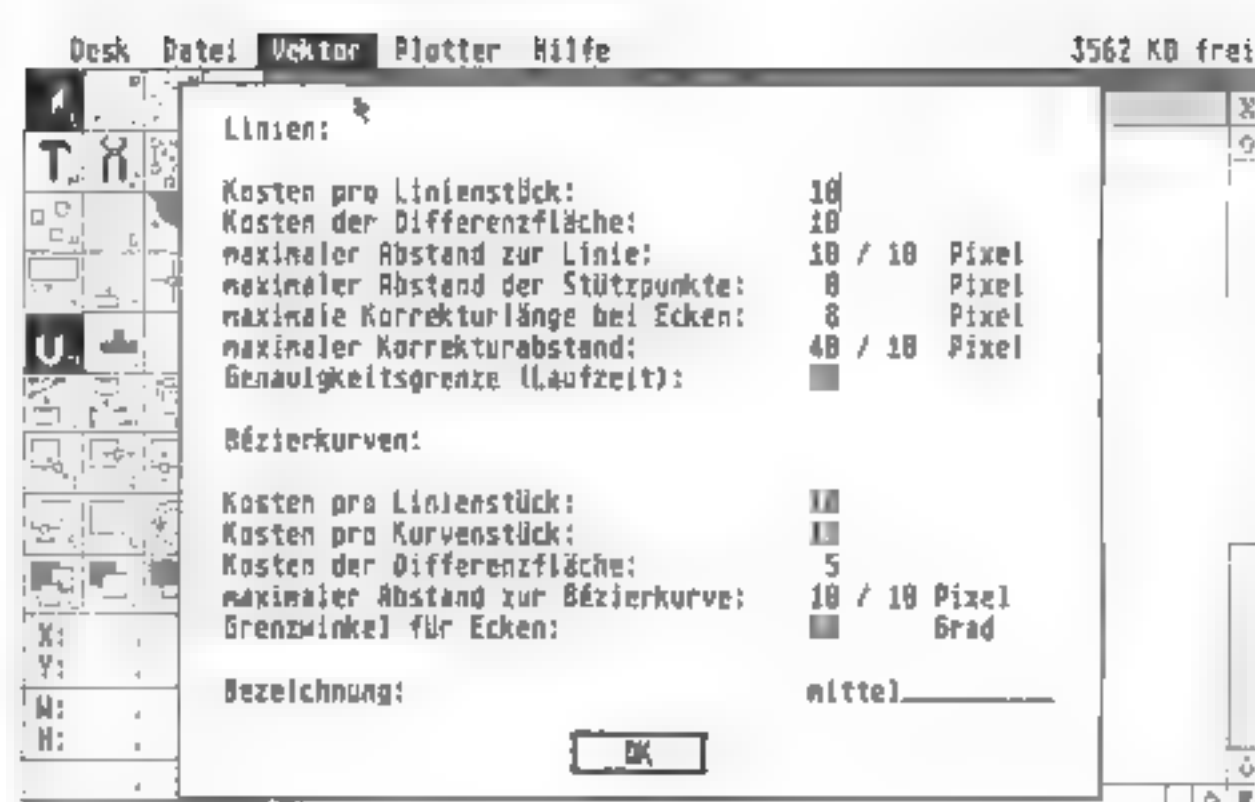 Desk Datei Vektor Plotter Hilfe 3562 KB frei
Linien:
Kosten pro Linienstück: 10
Kosten der Differenzfläche: 10
maximaler Abstand zur Linie: 10 / 10 Pixel
maximaler Abstand der Stützpunkte: 0 Pixel
maximale Korrekturlänge bei Ecken: 8 Pixel
maximaler Korrekturabstand: 40 / 10 Pixel
Genauigkeitsgrenze (Laufzeit):
Bézierkurven:
Kosten pro Linienstück:
Kosten pro Kurvenstück:
Kosten der Differenzfläche: 5
maximaler Abstand zur Bézierkurve: 10 / 10 Pixel
Grenzwinkel für Ecken: Grad
Bezeichnung: mittel
OK
X:
Y:
W:
H: